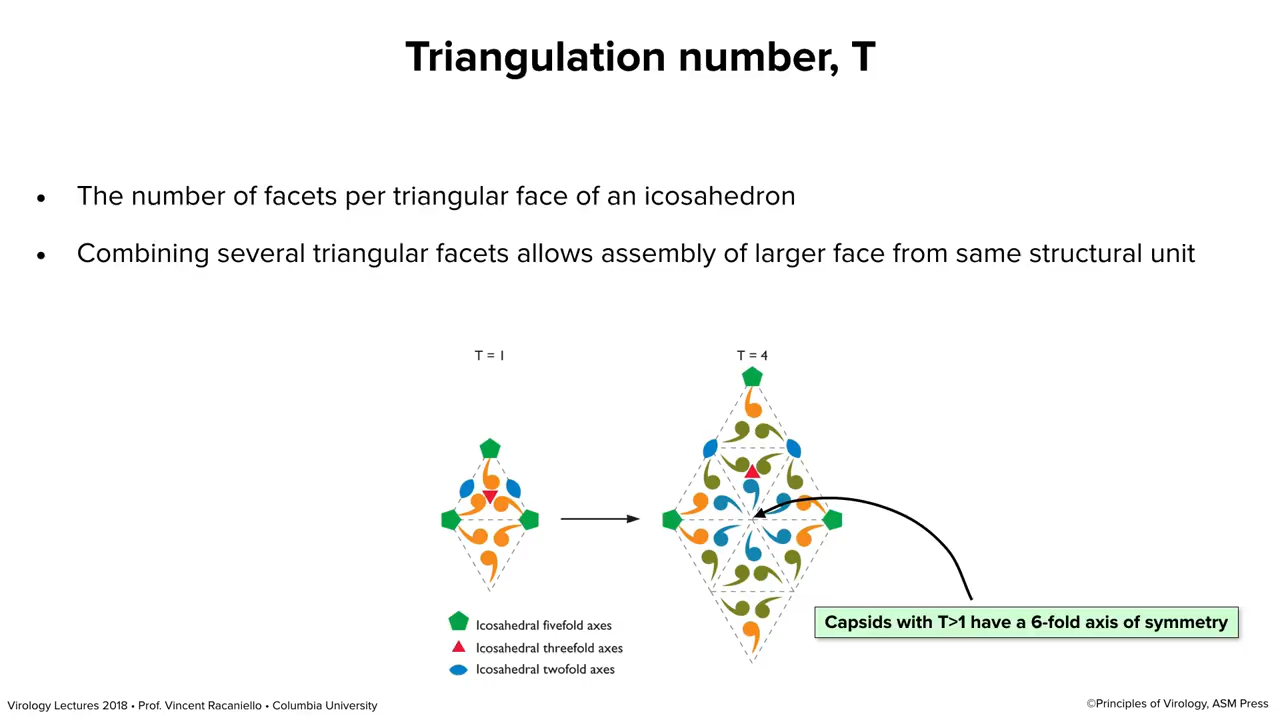 Triangulation number, T
• The number of facets per triangular face of an icosahedron
• Combining several triangular facets allows assembly of larger face from same structural unit
T = 1
T = 4
Capsids with T>1 have a 6-fold axis of symmetry
Icosahedral fivefold axes
Icosahedral threefold axes
Icosahedral twofold axes
Virology Lectures 2018 • Prof. Vincent Racaniello • Columbia University
©Principles of Virology, ASM Press